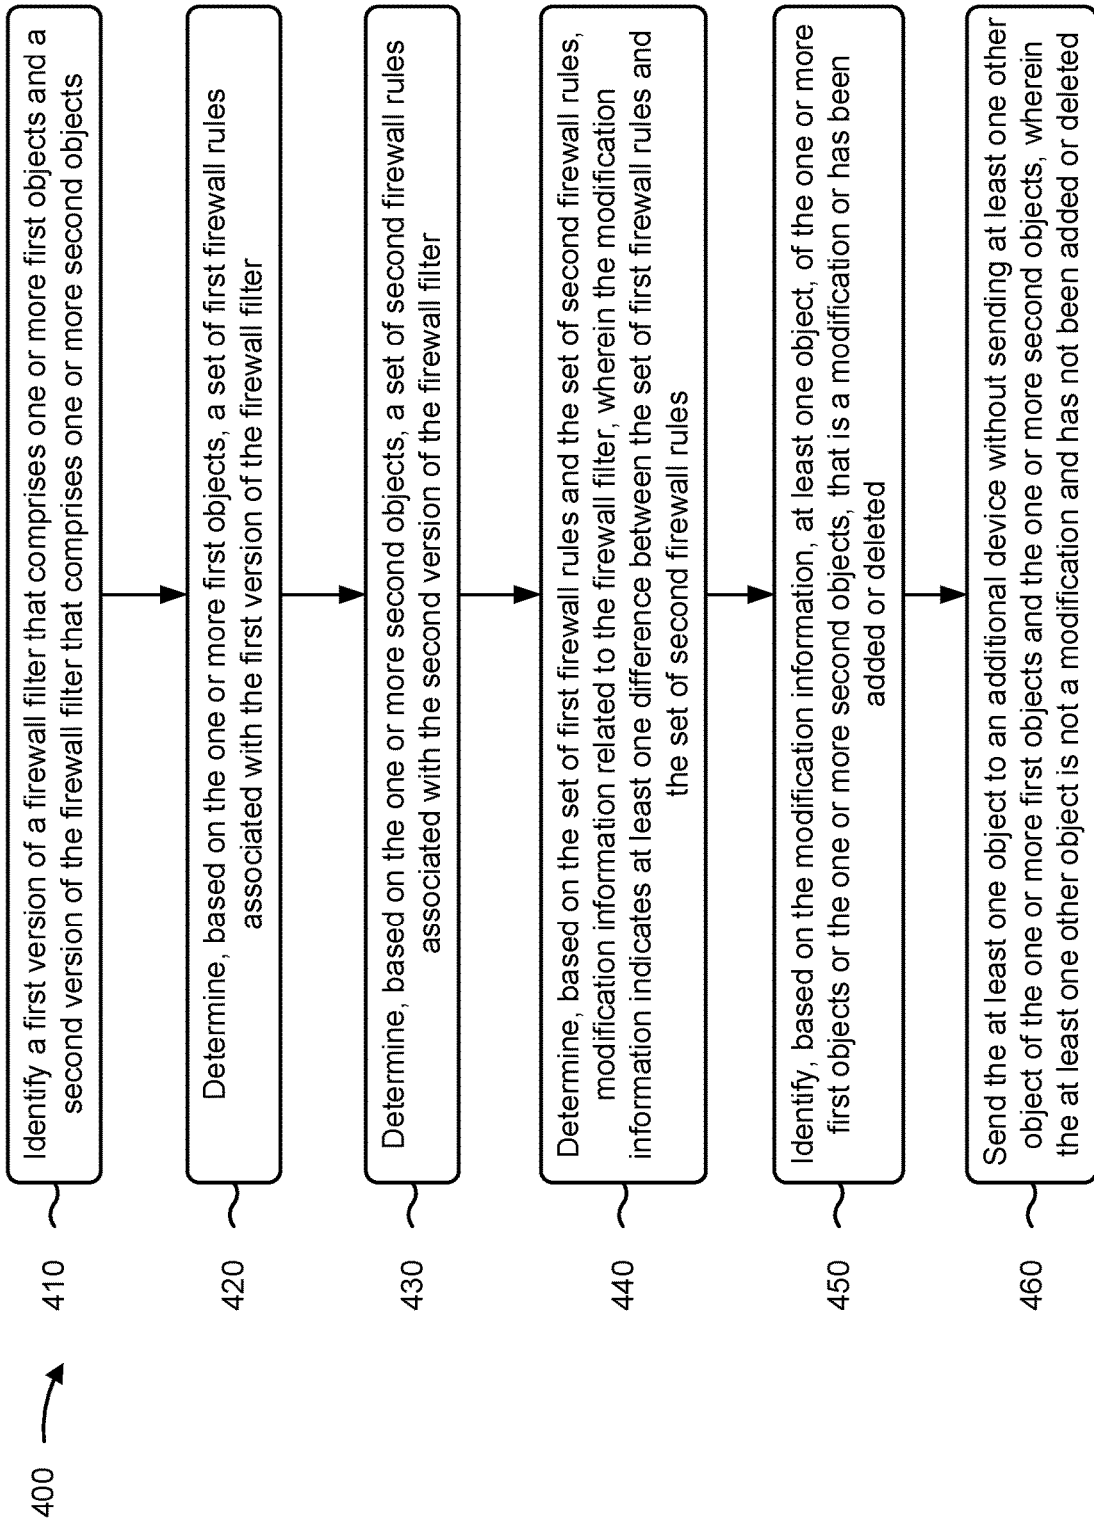 400
410
Identify a first version of a firewall filter that comprises one or more first objects and a
second version of the firewall filter that comprises one or more second objects
420
Determine, based on the one or more first objects, a set of first firewall rules
associated with the first version of the firewall filter
430
Determine, based on the one or more second objects, a set of second firewall rules
associated with the second version of the firewall filter
440
Determine, based on the set of first firewall rules and the set of second firewall rules,
modification information related to the firewall filter, wherein the modification
information indicates at least one difference between the set of first firewall rules and
the set of second firewall rules
450
Identify, based on the modification information, at least one object, of the one or more
first objects or the one or more second objects, that is a modification or has been
added or deleted
460
Send the at least one object to an additional device without sending at least one other
object of the one or more first objects and the one or more second objects, wherein
the at least one other object is not a modification and has not been added or deleted